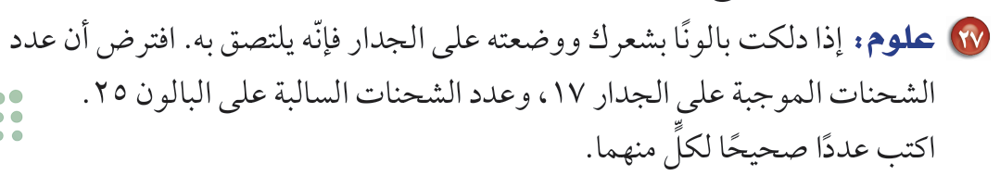 ٢٧ علوم: إذا دلكت بالونًا بشعرك ووضعته على الجدار فإنّه يلتصق به. افترض أن عدد
الشحنات الموجبة على الجدار ١٧، وعدد الشحنات السالبة على البالون ٢٥.
اكتب عددًا صحيحًا لكلٍّ منهما.